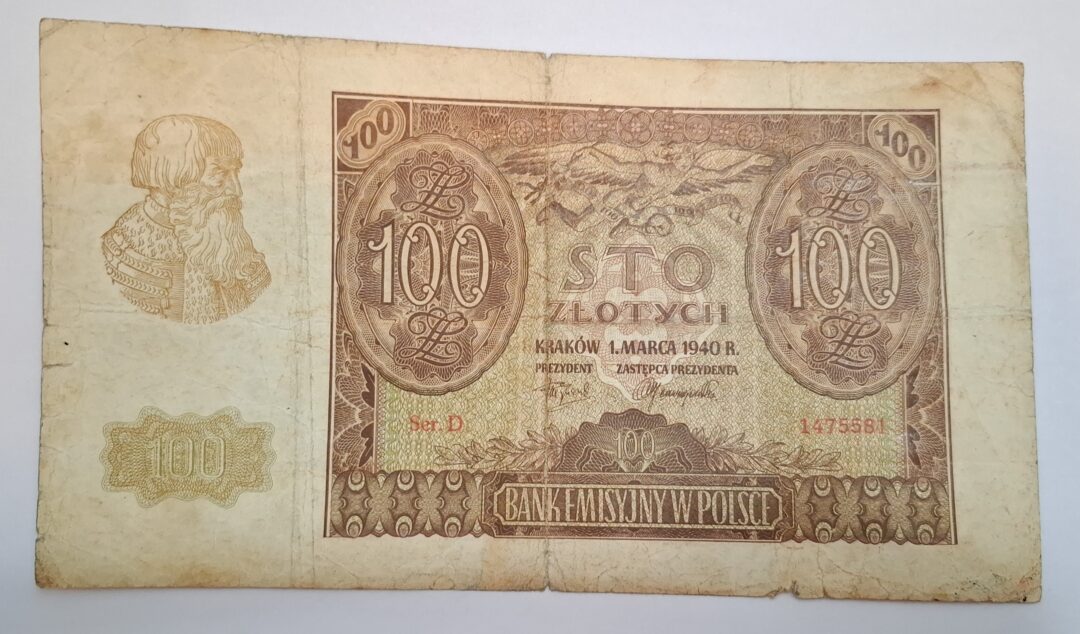 100
100
100
100
STO
ZŁOTYCH
KRAKÓW 1. MARCA 1940 R.
PREZYDENT ZASTĘPCA PREZYDENTA
Ser. D
1475581
100
100
BANK EMISYJNY W POLSCE